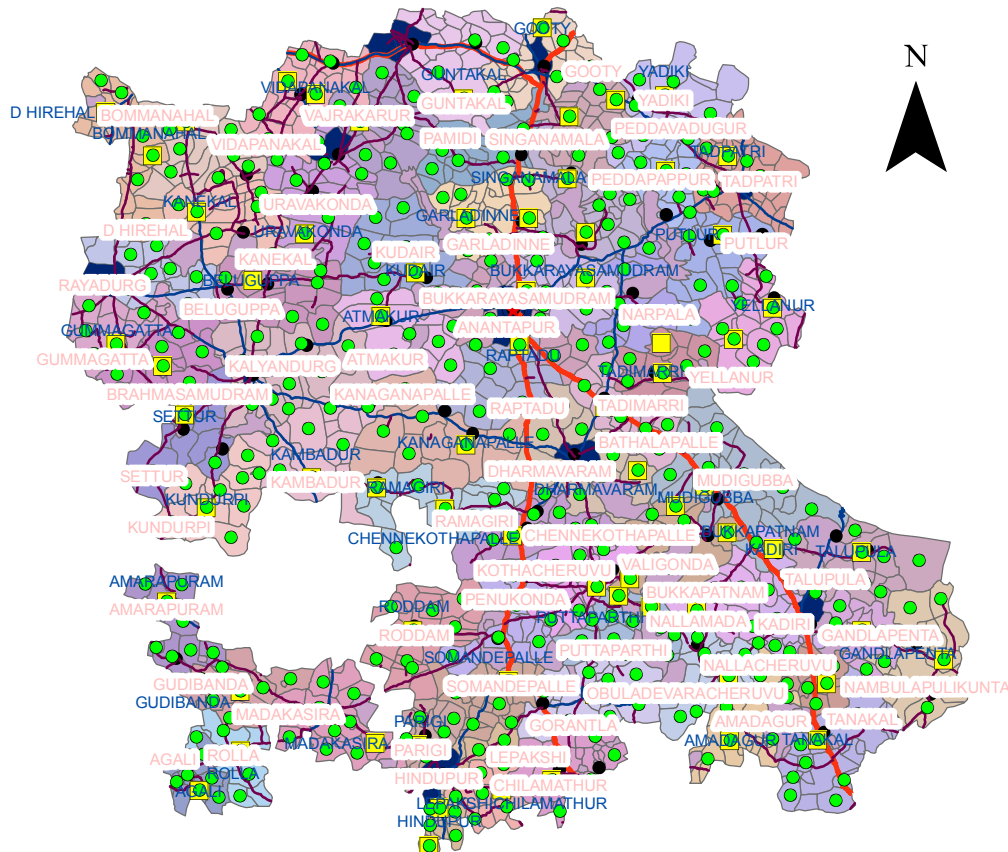 GOOTY
N
GUNTAKAL
GOOTY
YADIKI
VIDAPANAKAL
D HIREHAL
BOMMANAHAL
VAJRAKARUR
GUNTAKAL
YADIKI
BOMMANAHAL
VIDAPANAKAL
PAMIDI
SINGANAMALA
PEDDAVADUGUR
TADPATRI
SINGANAMALA
PEDDAPAPPUR
TADPATRI
KANEKAL
URAVAKONDA
GARLADINNE
D HIREHAL
URAVAKONDA
KUDAIR
GARLADINNE
PUTLUR
PUTLUR
KANEKAL
KUDAIR
BUKKARAYASAMUDRAM
RAYADURG
BELUGUPPA
BUKKARAYASAMUDRAM
BELUGUPPA
ATMAKUR
NARPALA
YELLANUR
GUMMAGATTA
ANANTAPUR
GUMMAGATTA
KALYANDURG
ATMAKUR
RAPTADU
TADIMARRI
YELLANUR
BRAHMASAMUDRAM
KANAGANAPALLE
RAPTADU
TADIMARRI
SETTUR
KANAGANAPALLE
BATHALAPALLE
KAMBADUR
SETTUR
KAMBADUR
RAMAGIRI
DHARMAVARAM
DHARMAVARAM
MUDIGUBBA
MUDIGUBBA
KUNDURPI
KUNDURPI
RAMAGIRI
CHENNEKOTHAPALLE
CHENNEKOTHAPALLE
BUKKAPATNAM
KADIRI
TALUPULA
AMARAPURAM
KOTHACHERUVU
VALIGONDA
TALUPULA
AMARAPURAM
RODDAM
PENUKONDA
BUKKAPATNAM
PUTTAPARTHI
NALLAMADA
KADIRI
RODDAM
GANDLAPENTA
SOMANDEPALLE
PUTTAPARTHI
NALLACHERUVU
GANDLAPENTA
GUDIBANDA
SOMANDEPALLE
OBULADEVARACHERUVU
NAMBULAPULIKUNTA
GUDIBANDA
MADAKASIRA
PARIGI
GORANTLA
AMADAGUR
TANAKAL
MADAKASIRA
PARIGI
AMADAGUR
TANAKAL
AGALI
ROLLA
LEPAKSHI
ROLLA
HINDUPUR
CHILAMATHUR
AGALI
LEPAKSHI
CHILAMATHUR
HINDUPUR